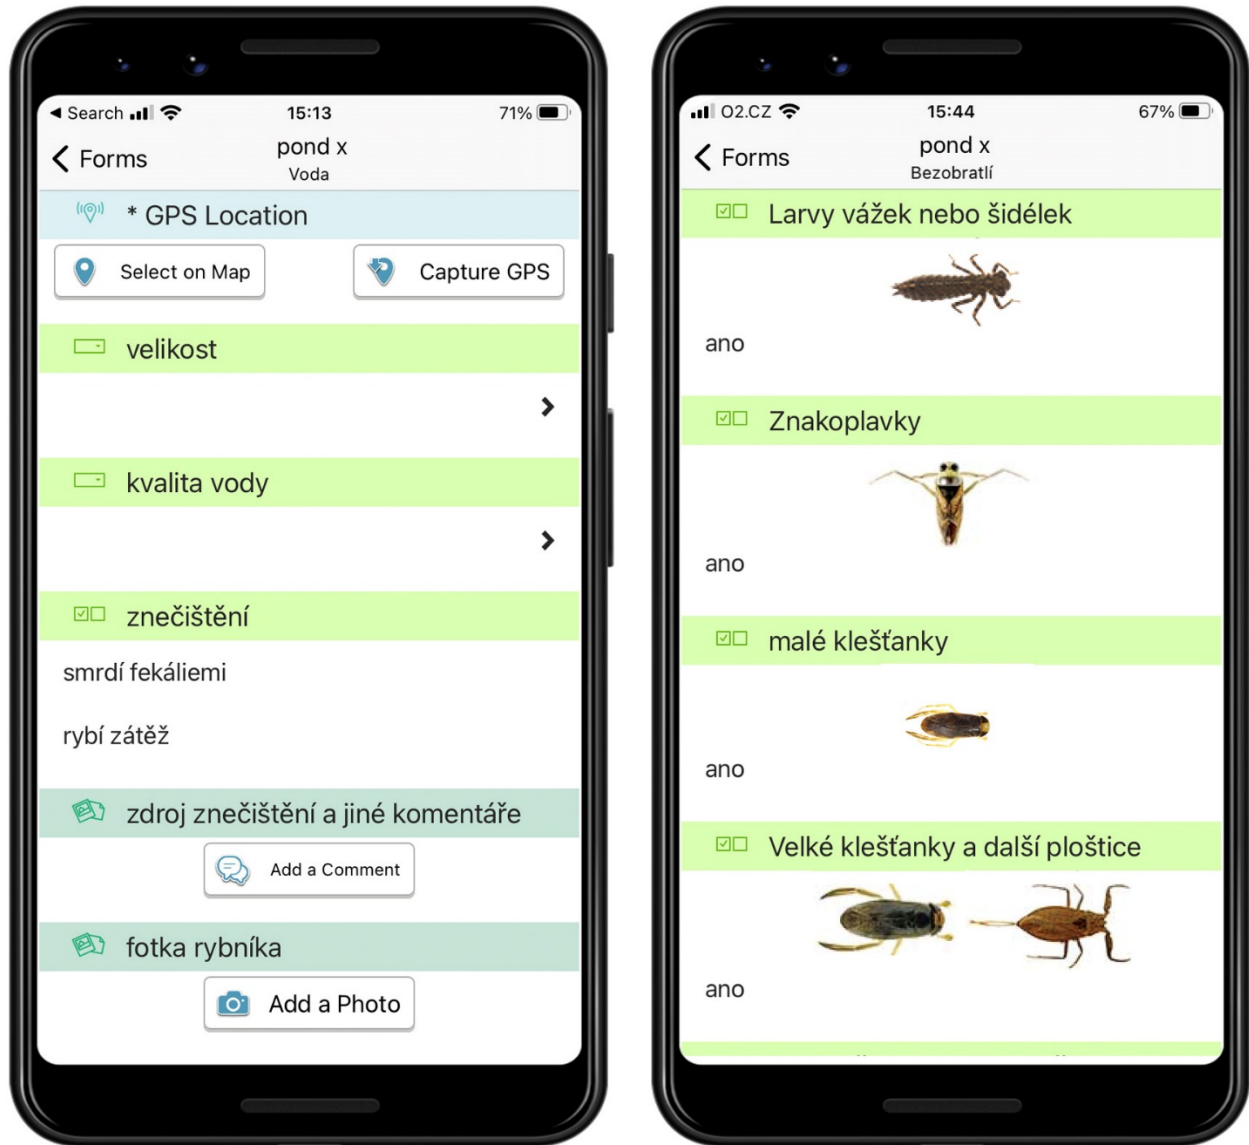 Search
15:13
71%
Forms
pond x
Voda
* GPS Location
Select on Map
Capture GPS
velikost
kvalita vody
znečištění
smrdí fekáliemi
rybí zátěž
zdroj znečištění a jiné komentáře
Add a Comment
fotka rybníka
Add a Photo
O2.CZ
15:44
67%
Forms
pond x
Bezobratlí
Larvy vážek nebo šidélek
ano
Znakoplavky
ano
malé klešťanky
ano
Velké klešťanky a další ploštice
ano